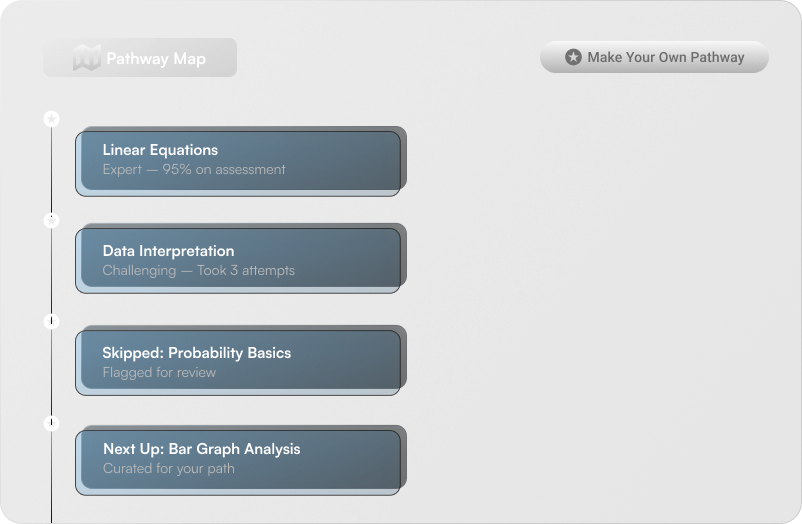 Pathway Map
Make Your Own Pathway
Linear Equations
Expert — 95% on assessment
Data Interpretation
Challenging — Took 3 attempts
Skipped: Probability Basics
Flagged for review
Next Up: Bar Graph Analysis
Curated for your path